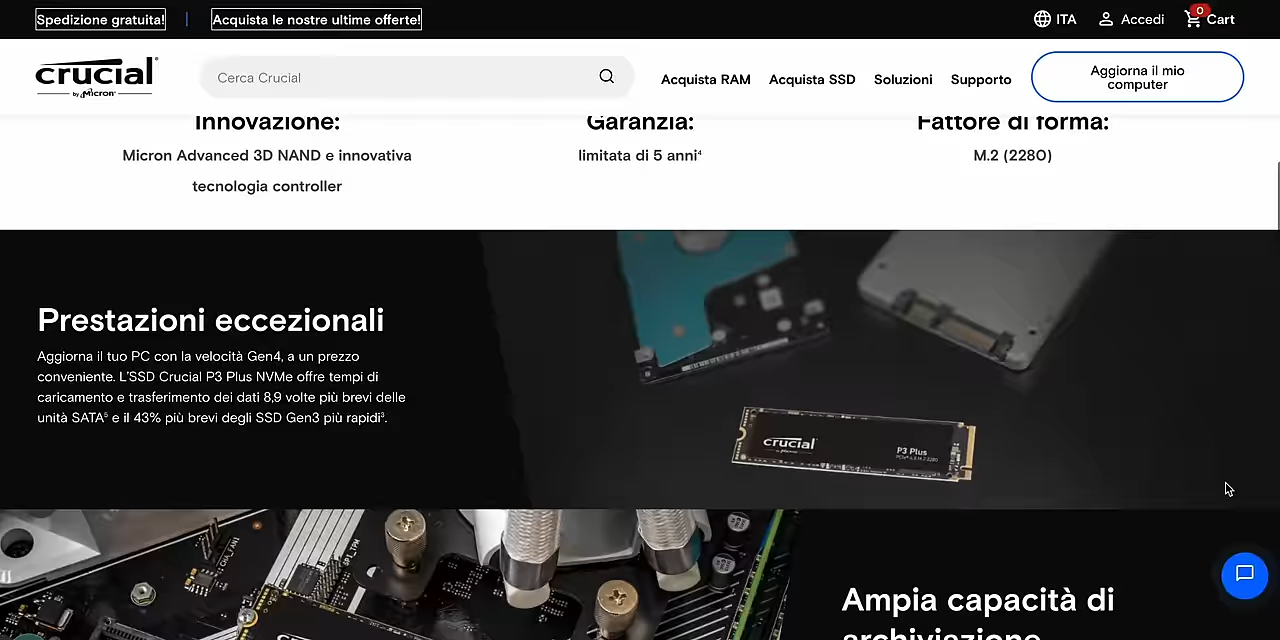 Spedizione gratuita!
|
Acquista le nostre ultime offerte!
ITA
Accedi
0
Cart
crucial
by Micron
Cerca Crucial
Acquista RAM
Acquista SSD
Soluzioni
Supporto
Aggiorna il mio
computer
Innovazione:
Micron Advanced 3D NAND e innovativa
tecnologia controller
Garanzia:
limitata di 5 anni⁴
Fattore di forma:
M.2 (2280)
Prestazioni eccezionali
Aggiorna il tuo PC con la velocità Gen4, a un prezzo
conveniente. L'SSD Crucial P3 Plus NVMe offre tempi di
caricamento e trasferimento dei dati 8,9 volte più brevi delle
unità SATA⁵ e il 43% più brevi degli SSD Gen3 più rapidi³.
crucial
P3 Plus
CHA_FAN1
SPI_TPM
Ampia capacità di
archiviazione